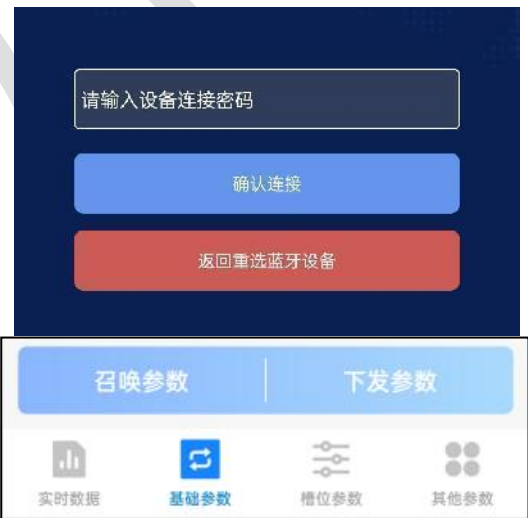 请输入设备连接密码
确认连接
返回重选蓝牙设备
召唤参数 下发参数
实时数据 基础参数 槽位参数 其他参数